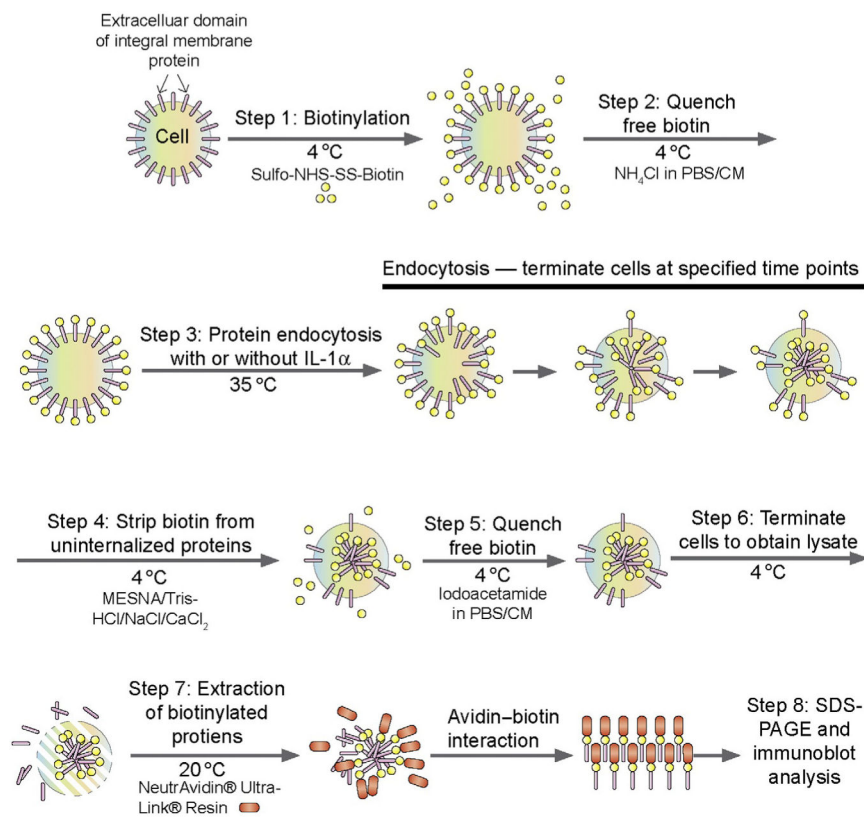 Extracelluar domain
of integral membrane
protein
Cell
Step 1: Biotinylation
4 °C
Sulfo-NHS-SS-Biotin
Step 2: Quench
free biotin
4 °C
NH₄Cl in PBS/CM
Endocytosis — terminate cells at specified time points
Step 3: Protein endocytosis
with or without IL-1α
35 °C
Step 4: Strip biotin from
uninternalized proteins
4 °C
MESNA/Tris-
HCl/NaCl/CaCl₂
Step 5: Quench
free biotin
4 °C
Iodoacetamide
in PBS/CM
Step 6: Terminate
cells to obtain lysate
4 °C
Step 7: Extraction
of biotinylated
protiens
20 °C
NeutrAvidin® Ultra-
Link® Resin
Avidin–biotin
interaction
Step 8: SDS-
PAGE and
immunoblot
analysis